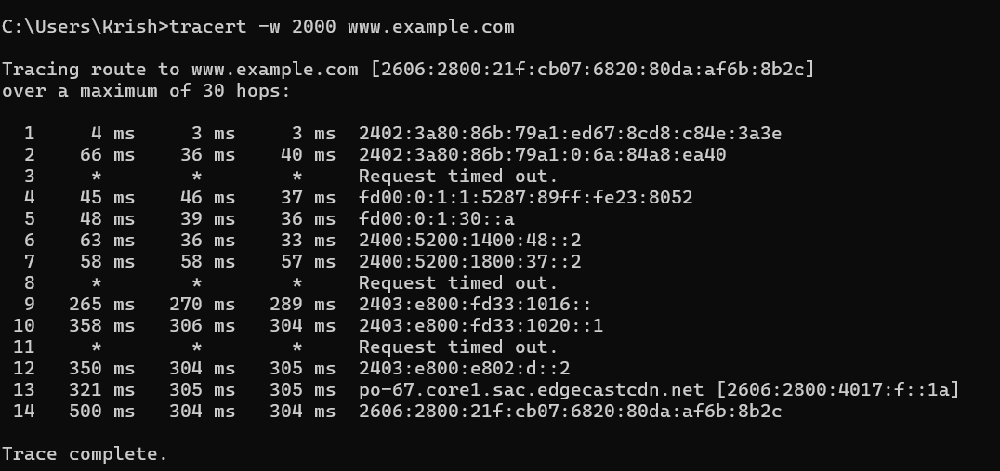 C:\Users\Krish>tracert -w 2000 www.example.com
Tracing route to www.example.com [2606:2800:21f:cb07:6820:80da:af6b:8b2c]
over a maximum of 30 hops:
1 4 ms 3 ms 3 ms 2402:3a80:86b:79a1:ed67:8cd8:c84e:3a3e
2 66 ms 36 ms 40 ms 2402:3a80:86b:79a1:0:6a:84a8:ea40
3 * * * Request timed out.
4 45 ms 46 ms 37 ms fd00:0:1:1:5287:89ff:fe23:8052
5 48 ms 39 ms 36 ms fd00:0:1:30::a
6 63 ms 36 ms 33 ms 2400:5200:1400:48::2
7 58 ms 58 ms 57 ms 2400:5200:1800:37::2
8 * * * Request timed out.
9 265 ms 270 ms 289 ms 2403:e800:fd33:1016::
10 358 ms 306 ms 304 ms 2403:e800:fd33:1020::1
11 * * * Request timed out.
12 350 ms 304 ms 305 ms 2403:e800:e802:d::2
13 321 ms 305 ms 305 ms po-67.core1.sac.edgecastcdn.net [2606:2800:4017:f::1a]
14 500 ms 304 ms 304 ms 2606:2800:21f:cb07:6820:80da:af6b:8b2c
Trace complete.